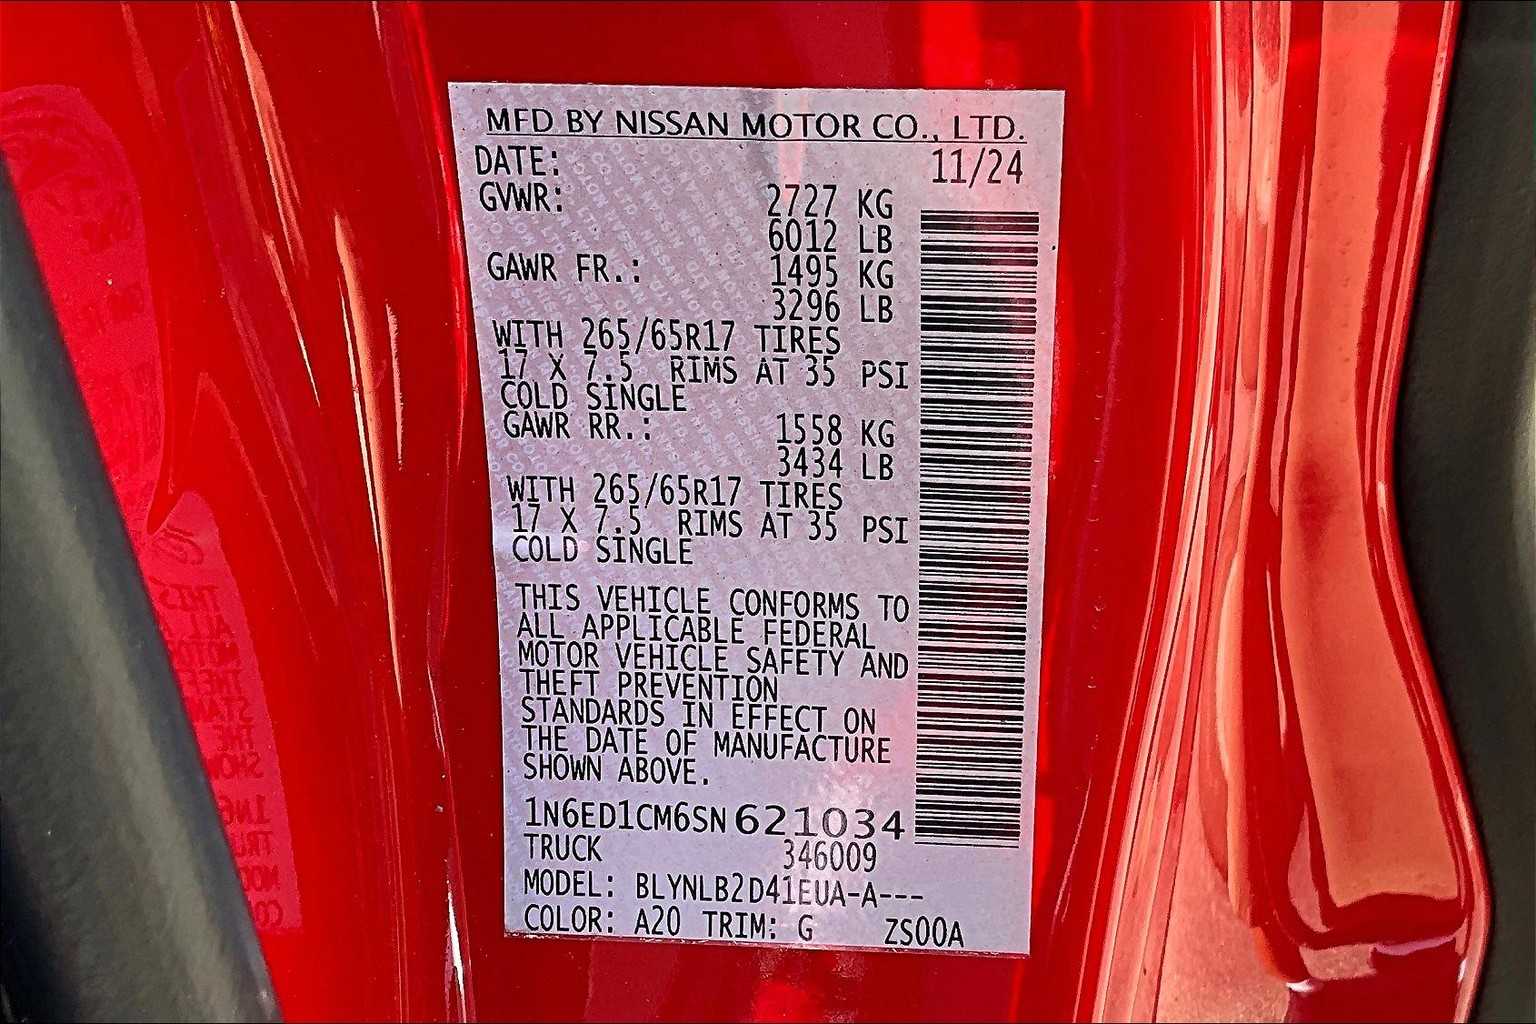 MFD BY NISSAN MOTOR CO., LTD.
DATE: 11/24
GVWR: 2727 KG
6012 LB
GAWR FR.: 1495 KG
3296 LB
WITH 265/65R17 TIRES
17 X 7.5 RIMS AT 35 PSI
COLD SINGLE
GAWR RR.: 1558 KG
3434 LB
WITH 265/65R17 TIRES
17 X 7.5 RIMS AT 35 PSI
COLD SINGLE
THIS VEHICLE CONFORMS TO
ALL APPLICABLE FEDERAL
MOTOR VEHICLE SAFETY AND
THEFT PREVENTION
STANDARDS IN EFFECT ON
THE DATE OF MANUFACTURE
SHOWN ABOVE.
1N6ED1CM6SN621034
TRUCK 346009
MODEL: BLYNLB2D41EUA-A---
COLOR: A20 TRIM: G ZS00A